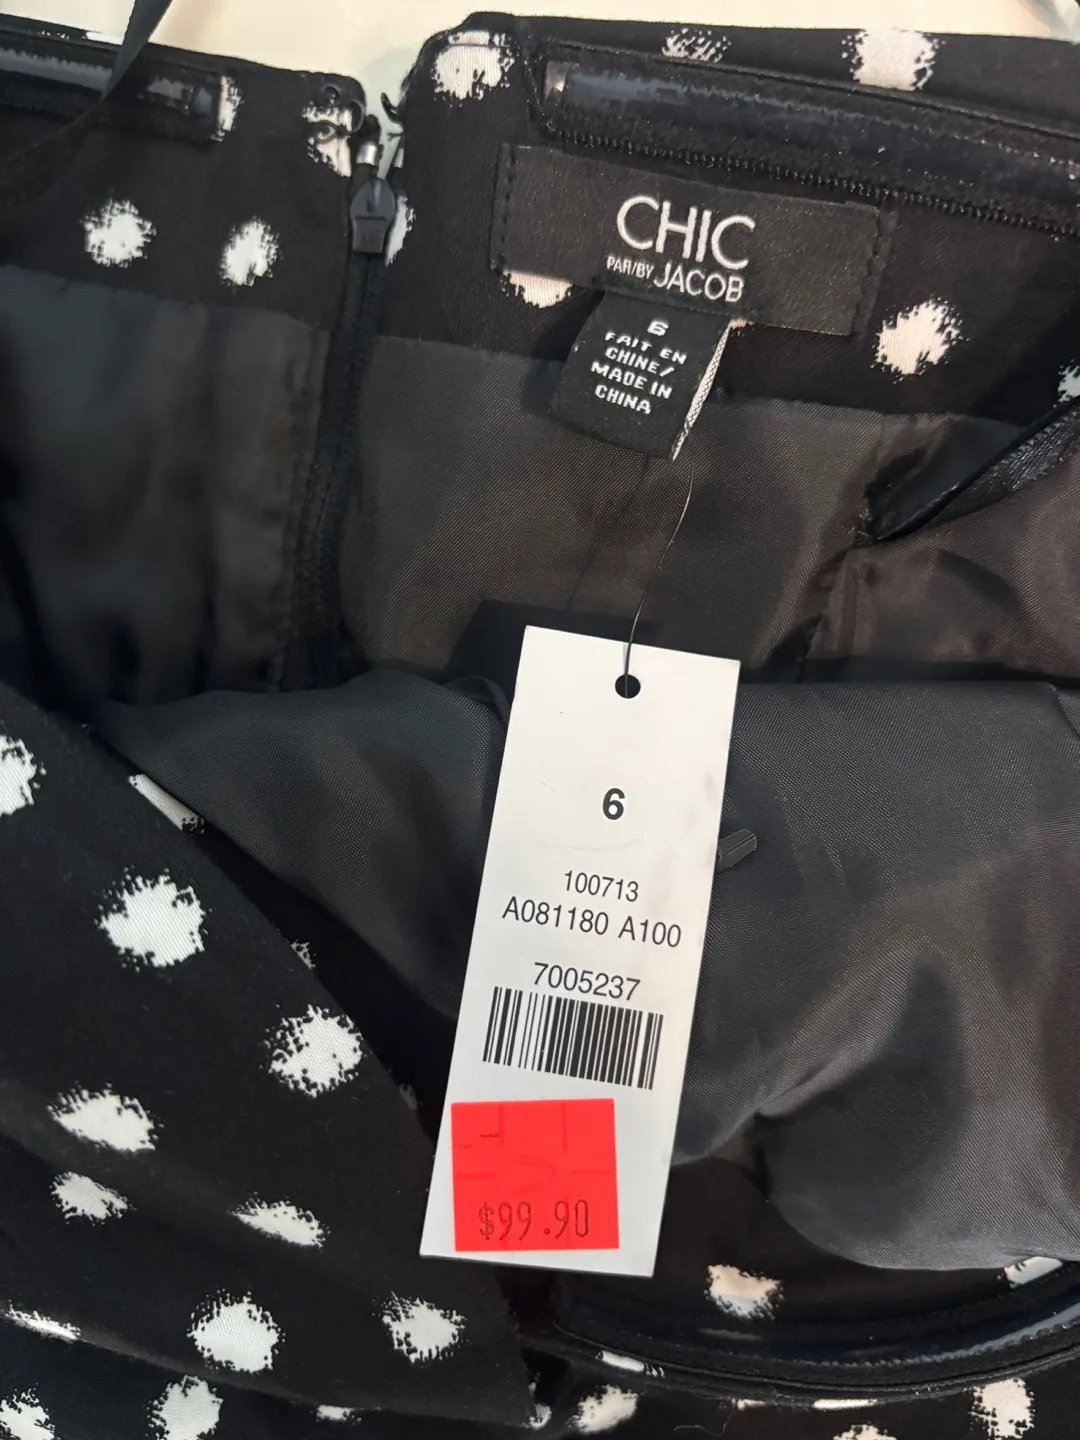 CHIC
PAR/BY JACOB
6
FAIT EN
CHINE/
MADE IN
CHINA
6
100713
A081180 A100
7005237
$99.90